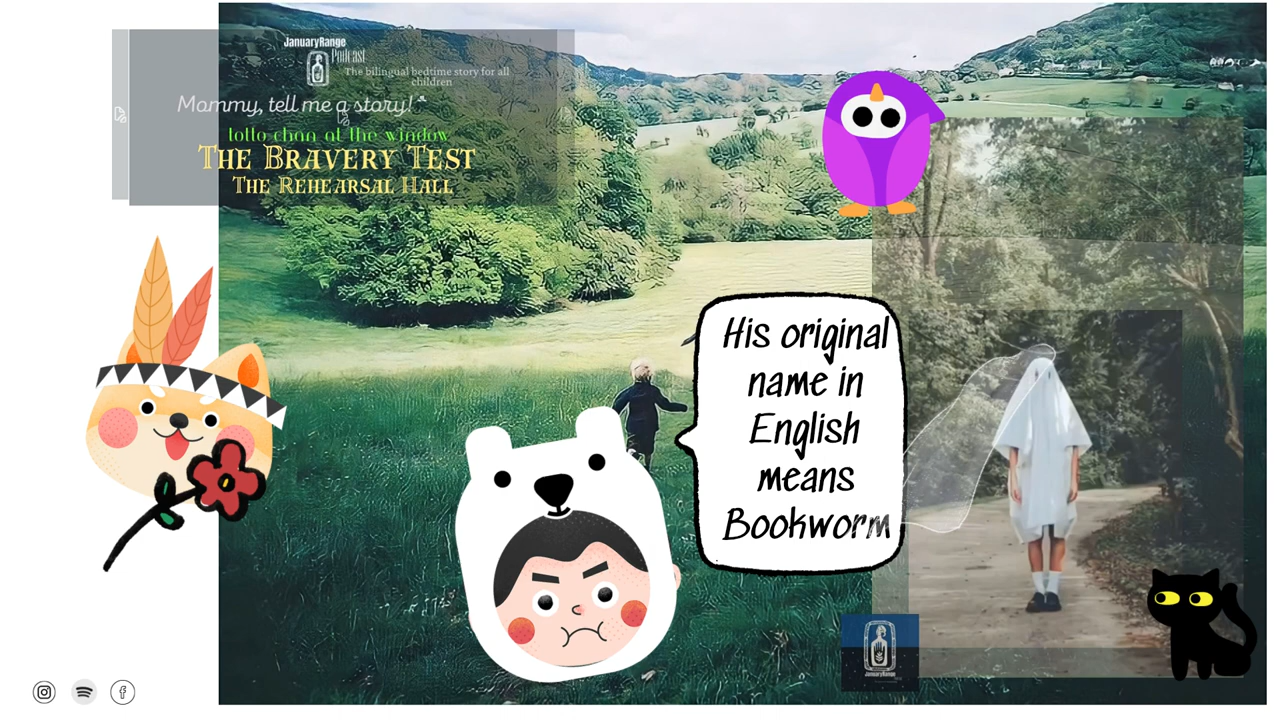 JanuaryRange
Podcast
The bilingual bedtime story for all
children
Mommy, tell me a story!
totto chan at the window
The Bravery Test
The Rehearsal Hall
His original
name in
English
means
Bookworm
JanuaryRange